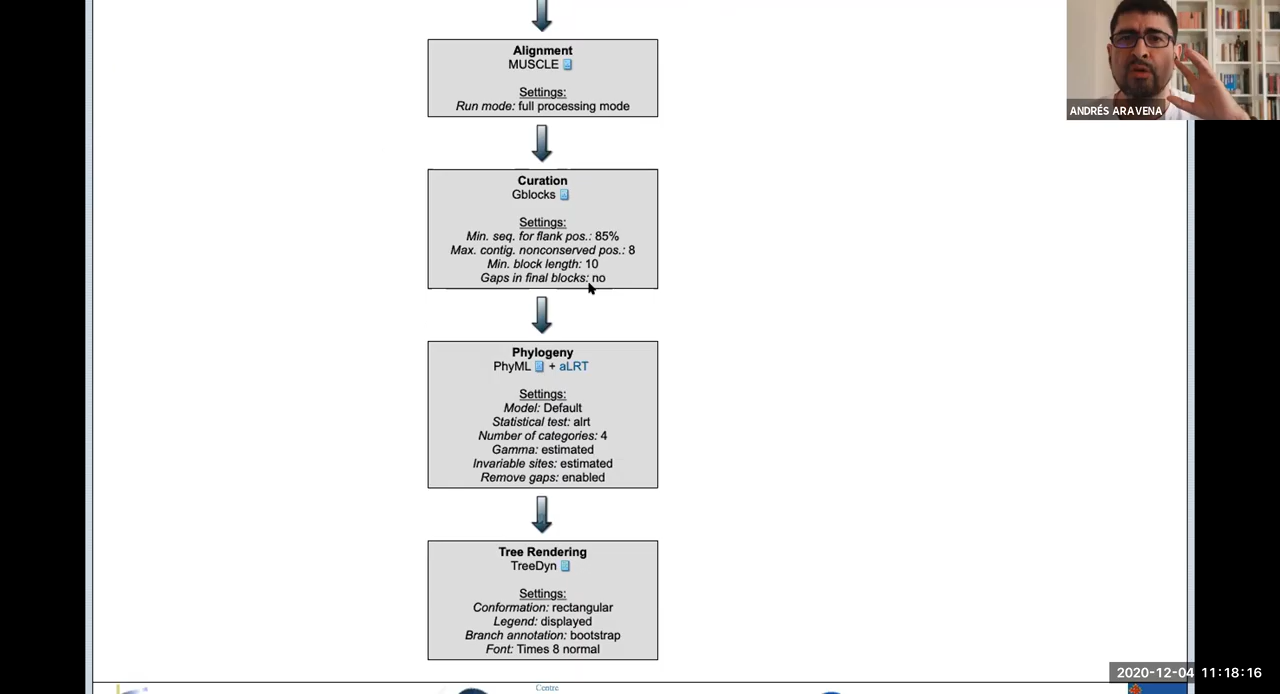 Alignment
MUSCLE
Settings:
Run mode: full processing mode
ANDRÉS ARAVENA
Curation
Gblocks
Settings:
Min. seq. for flank pos.: 85%
Max. contig. nonconserved pos.: 8
Min. block length: 10
Gaps in final blocks: no
Phylogeny
PhyML + aLRT
Settings:
Model: Default
Statistical test: alrt
Number of categories: 4
Gamma: estimated
Invariable sites: estimated
Remove gaps: enabled
Tree Rendering
TreeDyn
Settings:
Conformation: rectangular
Legend: displayed
Branch annotation: bootstrap
Font: Times 8 normal
2020-12-04 11:18:16
Centre